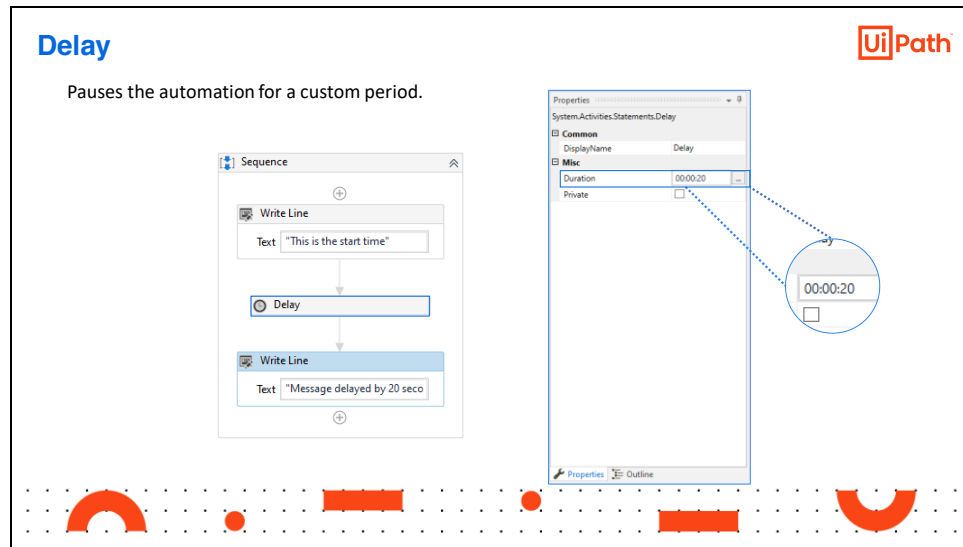 Delay
UiPath
Pauses the automation for a custom period.
Sequence
Write Line
Text "This is the start time"
Delay
Write Line
Text "Message delayed by 20 seco
Properties
System.Activities.Statements.Delay
Common
DisplayName Delay
Misc
Duration 00:00:20 ...
Private
ay
00:00:20
Properties Outline